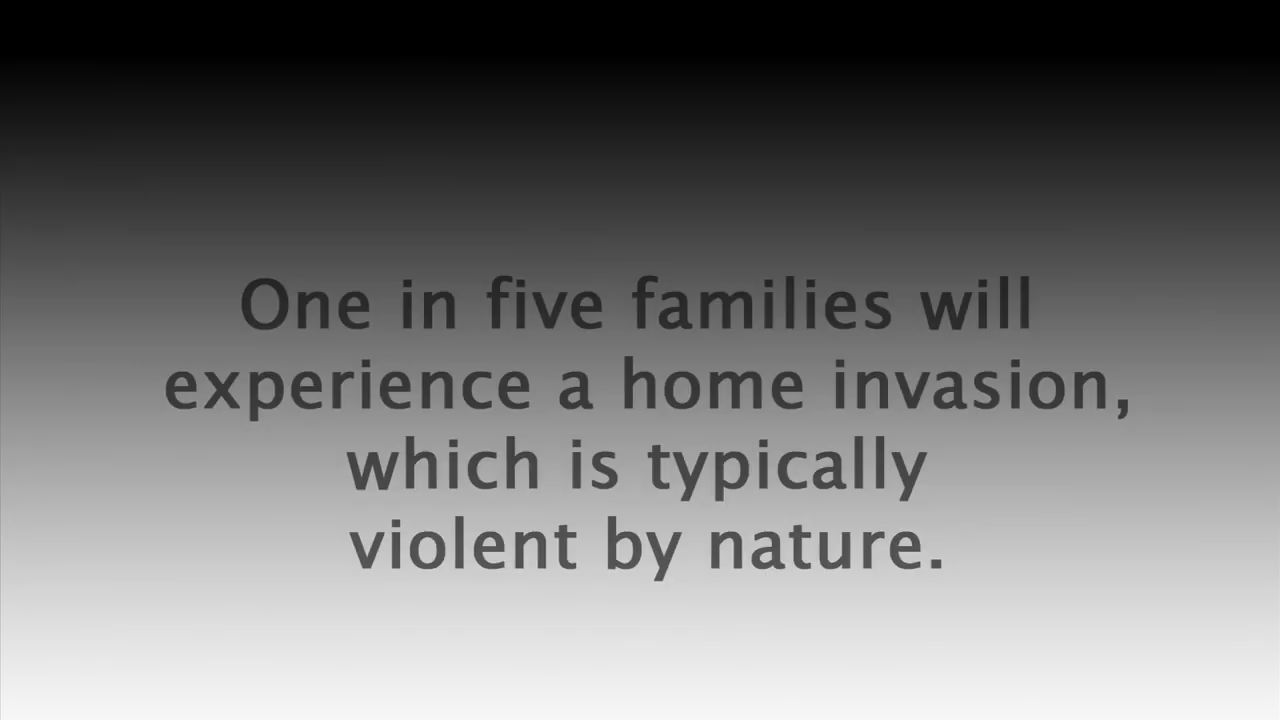 One in five families will
experience a home invasion,
which is typically
violent by nature.